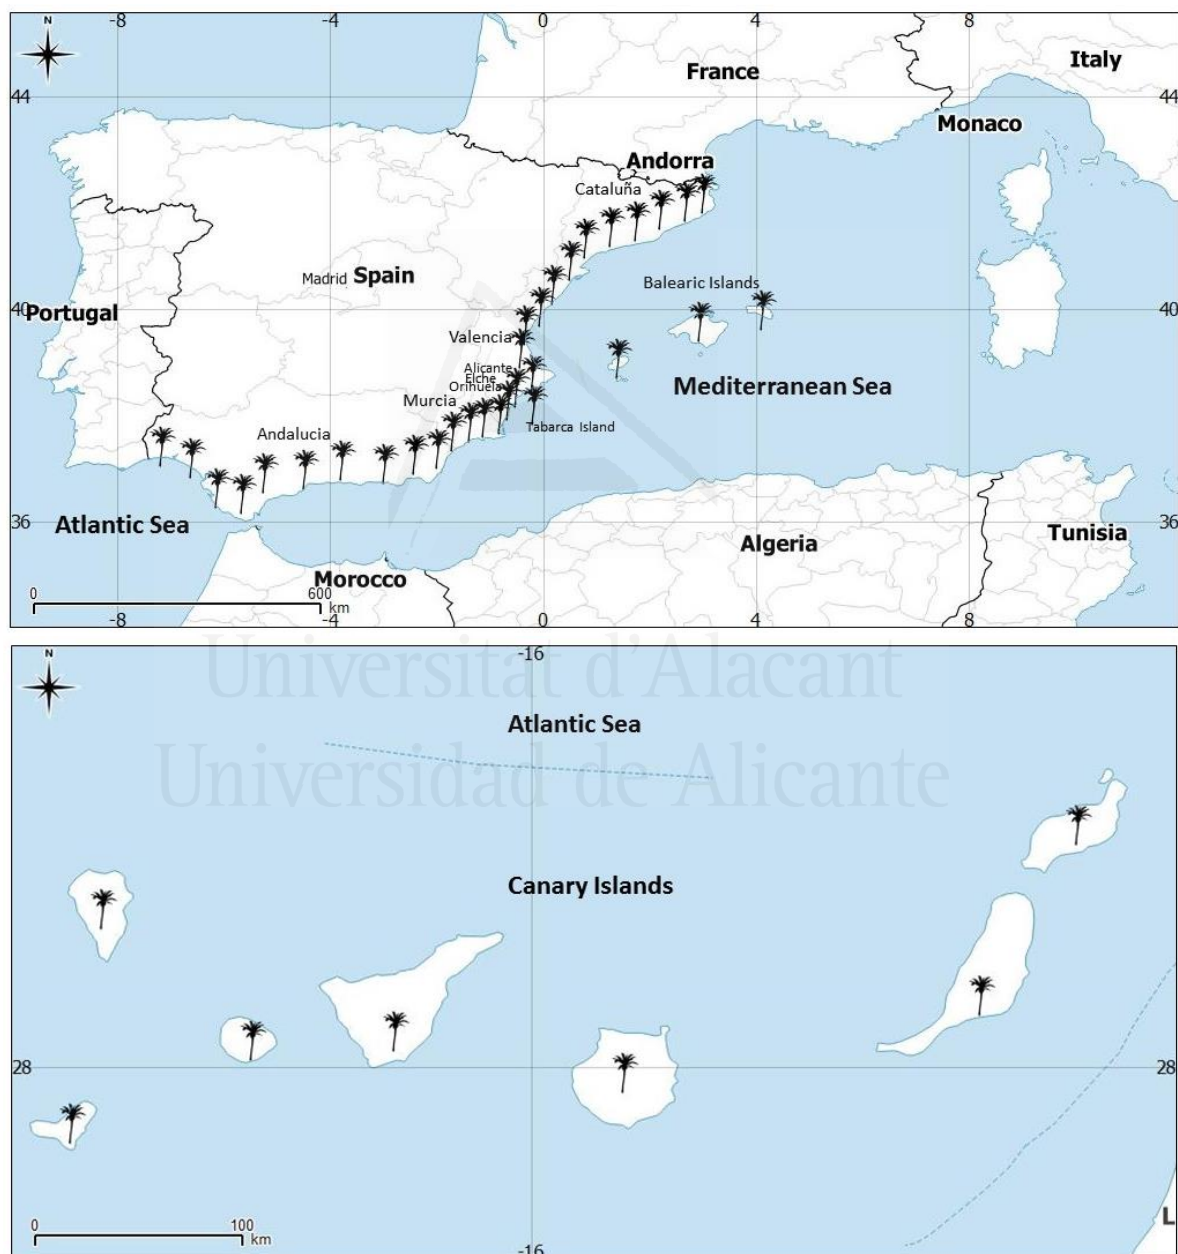 N
-8 -4 0 4 8
France
Italy
44 44
Monaco
Andorra
Cataluña
Madrid Spain
Balearic Islands
40
Portugal
Valencia
Alicante
Elche
Orihuela
Mediterranean Sea
Murcia
Tabarca Island
Andalucia
36 36
Atlantic Sea
Tunisia
Algeria
Morocco
0 600
km
-8 -4 0 4 8
N
-16
Universitat d'Alacant
Atlantic Sea
Universidad de Alicante
Canary Islands
28 28
L
0 100
km
-16